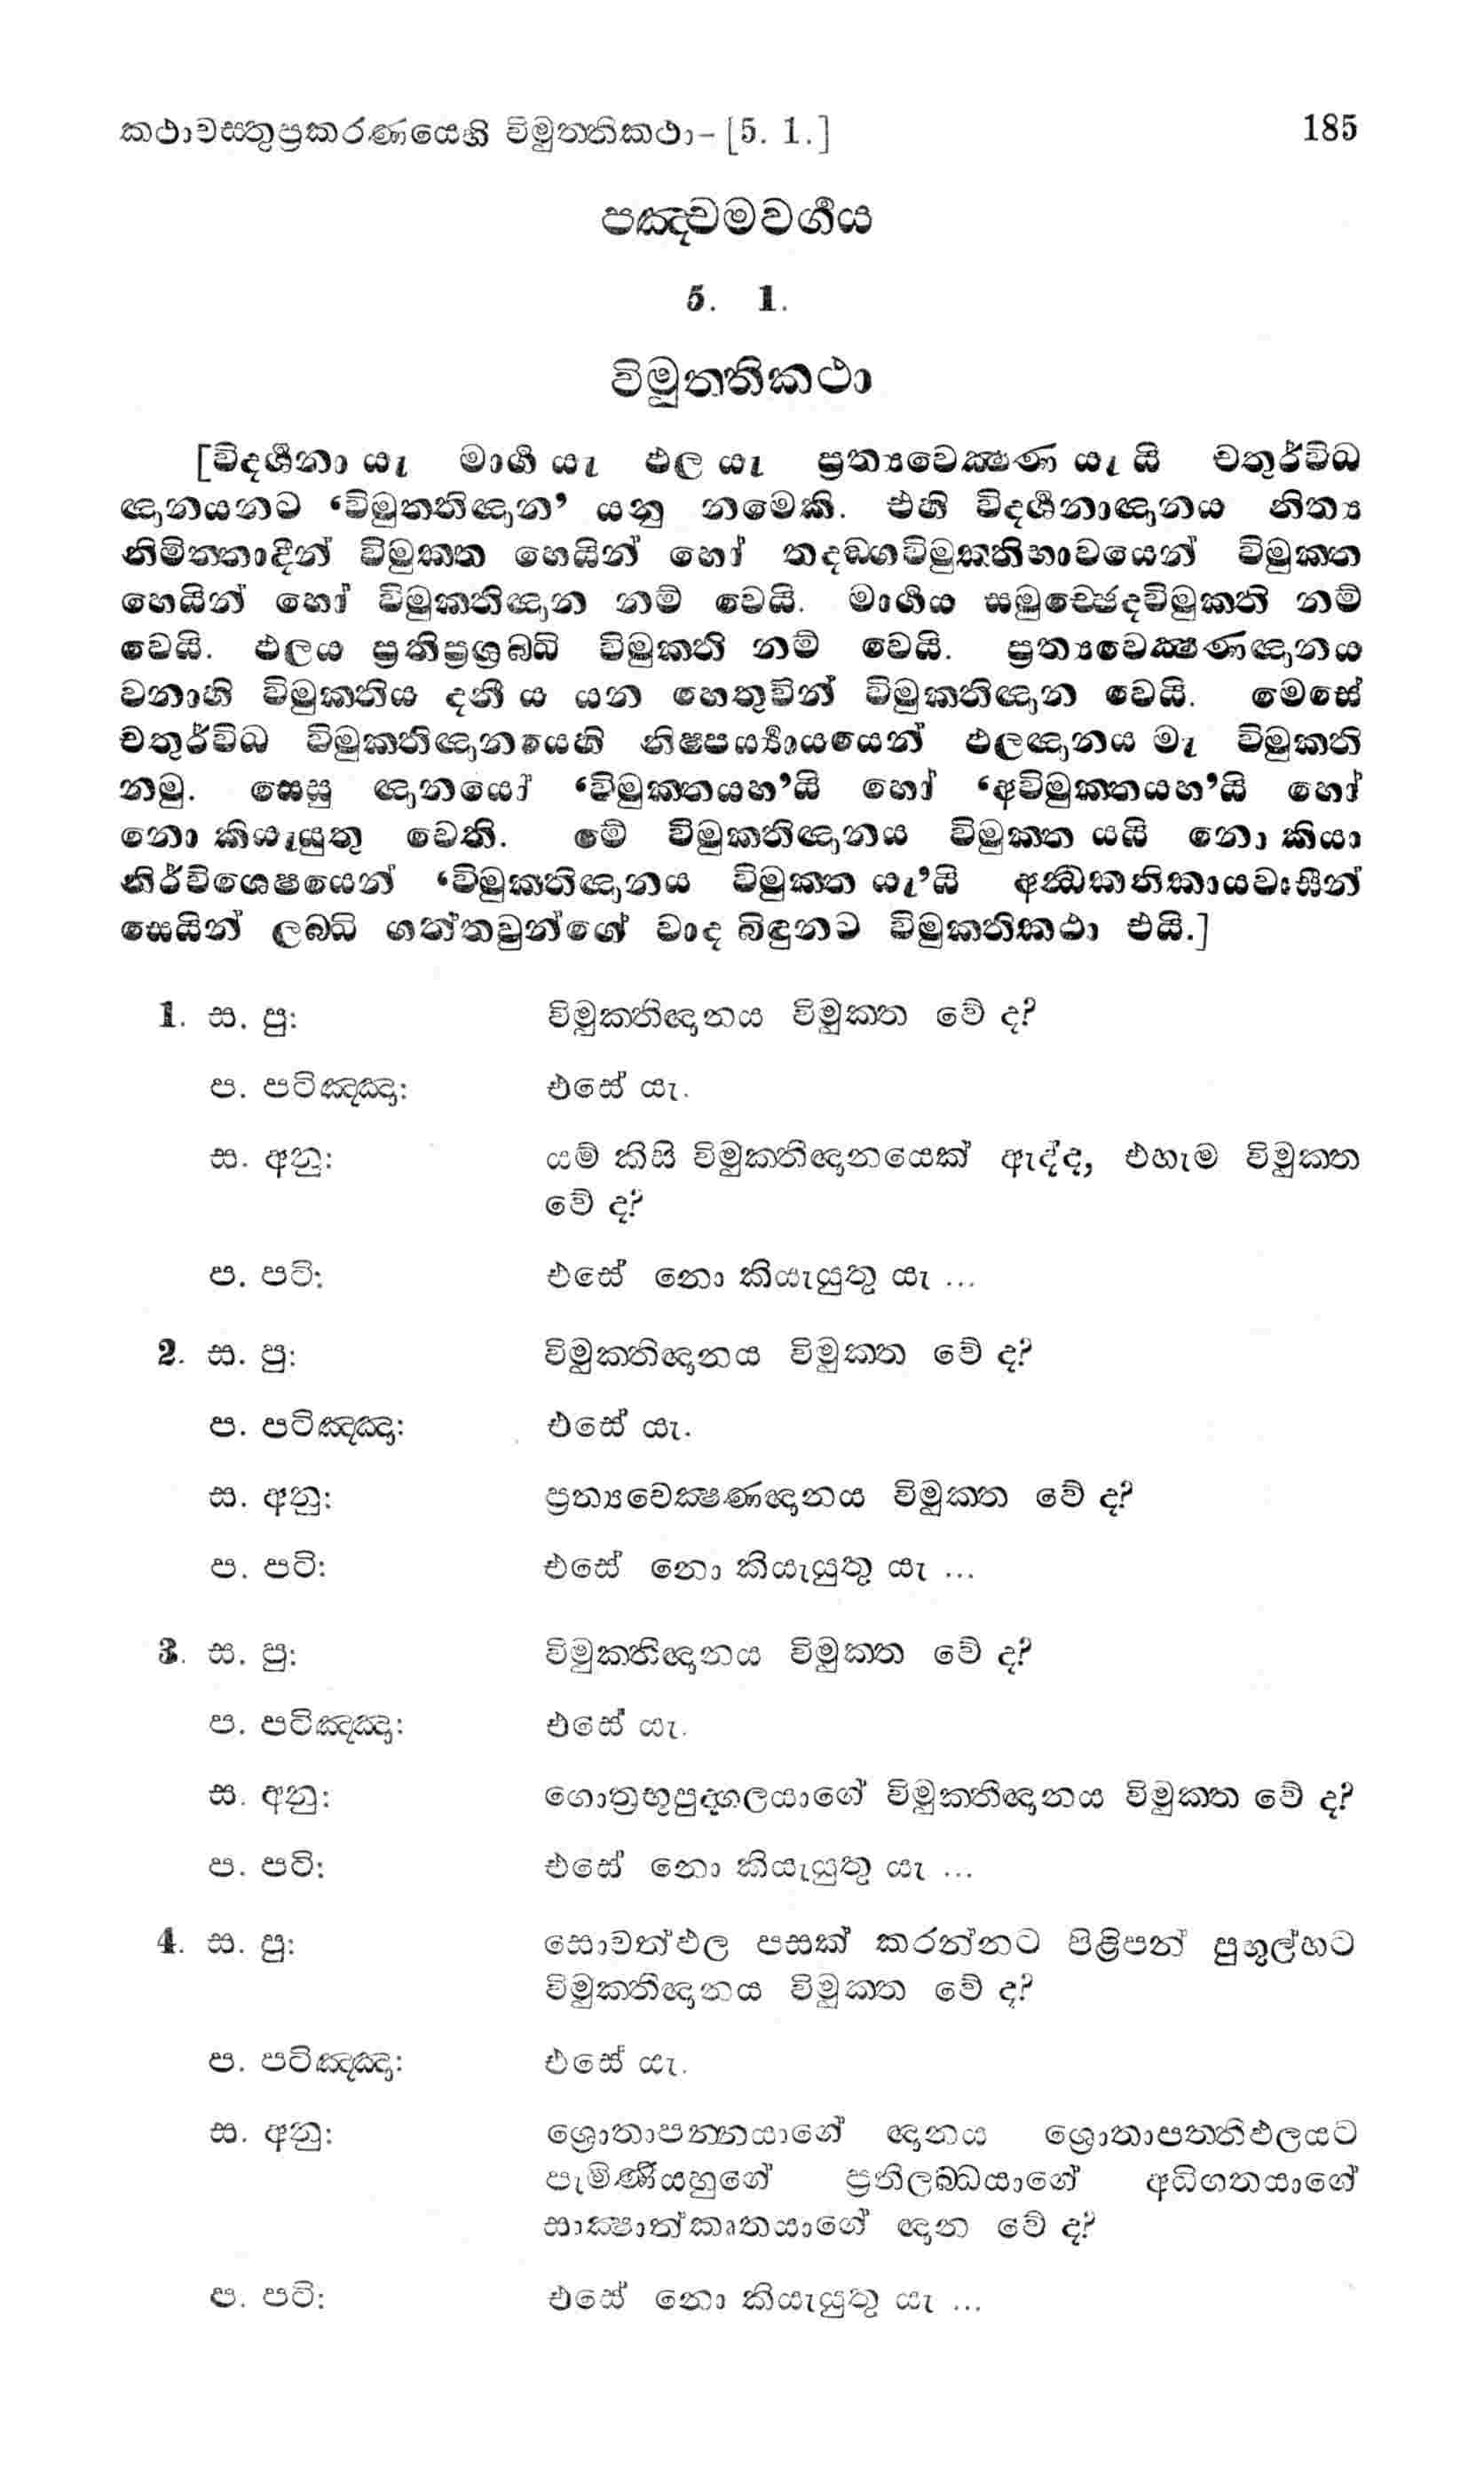 කථාවස්තුප්‍රකරණයෙහි විමුත්තිකථා - [5. 1.] 185
පඤ්චමවර්‍ගය
5. 1.
විමුත්තිකථා
[විදර්‍ශනා යැ මාර්‍ග යැ ඵල යැ ප්‍රත්‍යවෙක්‍ෂණ යැ යි චතුර්විධ
ඥානයනට ‘විමුත්තිඥාන’ යනු නමෙකි. එහි විදර්‍ශනාඥානය නිත්‍ය
නිමිත්තාදීන් විමුක්ත හෙයින් හෝ තදඞ්ගවිමුක්තිභාවයෙන් විමුක්ත
හෙයින් හෝ විමුක්තිඥාන නම් වෙයි. මාර්‍ගය සමුච්ඡෙදවිමුක්ති නම්
වෙයි. ඵලය ප්‍රතිප්‍රශ්‍රබ්ධි විමුක්ති නම් වෙයි. ප්‍රත්‍යවෙක්‍ෂණඥානය
වනාහි විමුක්තිය දනී ය යන හෙතුවින් විමුක්තිඥාන වෙයි. මෙසේ
චතුර්විධ විමුක්තිඥානයෙහි නිෂ්පර්‍ය්‍යායයෙන් ඵලඥානය මැ විමුක්ති
නමු. සෙසු ඥානයෝ ‘විමුක්තයහ’යි හෝ ‘අවිමුක්තයහ’යි හෝ
නො කියැයුතු වෙති. මේ විමුක්තිඥානය විමුක්ත යයි නො කියා
නිර්විශෙෂයෙන් ‘විමුක්තිඥානය විමුක්ත යැ’යි අන්ධකනිකායවාසීන්
සෙයින් ලබ්ධි ගත්තවුන්ගේ වාද බිඳුනට විමුක්තිකථා එයි.]
1. ස. පු: විමුක්තිඥානය විමුක්ත වේ ද?
ප. පටිඤ්ඤා: එසේ යැ.
ස. අනු: යම් කිසි විමුක්තිඥානයෙක් ඇද්ද, එහැම විමුක්ත
වේ ද?
ප. පටි: එසේ නො කියැයුතු යැ ...
2. ස. පු: විමුක්තිඥානය විමුක්ත වේ ද?
ප. පටිඤ්ඤා: එසේ යැ.
ස. අනු: ප්‍රත්‍යවෙක්‍ෂණඥානය විමුක්ත වේ ද?
ප. පටි: එසේ නො කියැයුතු යැ ...
3. ස. පු: විමුක්තිඥානය විමුක්ත වේ ද?
ප. පටිඤ්ඤා: එසේ යැ.
ස. අනු: ගොත්‍රභූපුද්ගලයාගේ විමුක්තිඥානය විමුක්ත වේ ද?
ප. පටි: එසේ නො කියැයුතු යැ ...
4. ස. පු: සොවන්ඵල පසක් කරන්නට පිළිපන් පුගුල්හට
විමුක්තිඥානය විමුක්ත වේ ද?
ප. පටිඤ්ඤා: එසේ යැ.
ස. අනු: ශ්‍රොතාපන්නයාගේ ඥානය ශ්‍රොතාපත්තිඵලයට
පැමිණියහුගේ ප්‍රතිලබ්ධයාගේ අධිගතයාගේ
සාක්‍ෂාත්කෘතයාගේ ඥාන වේ ද?
ප. පටි: එසේ නො කියැයුතු යැ ...